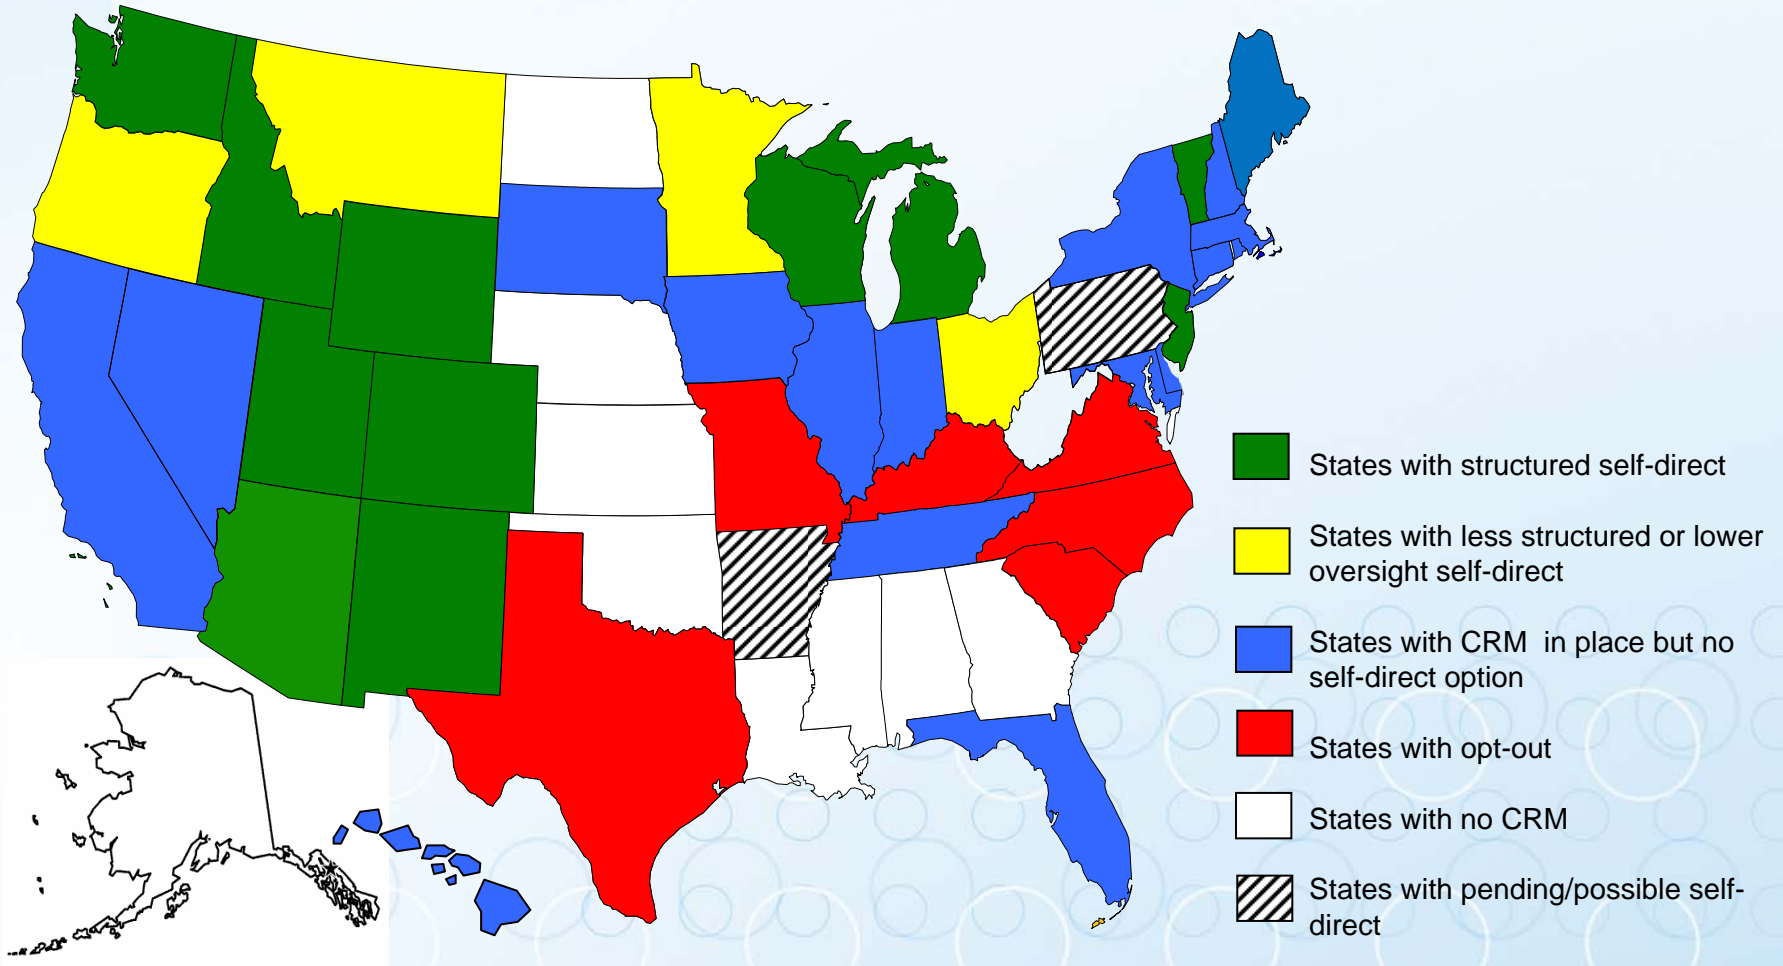 States with structured self-direct
States with less structured or lower
oversight self-direct
States with CRM  in place but no
self-direct option
States with opt-out
States with no CRM
States with pending/possible self-
direct